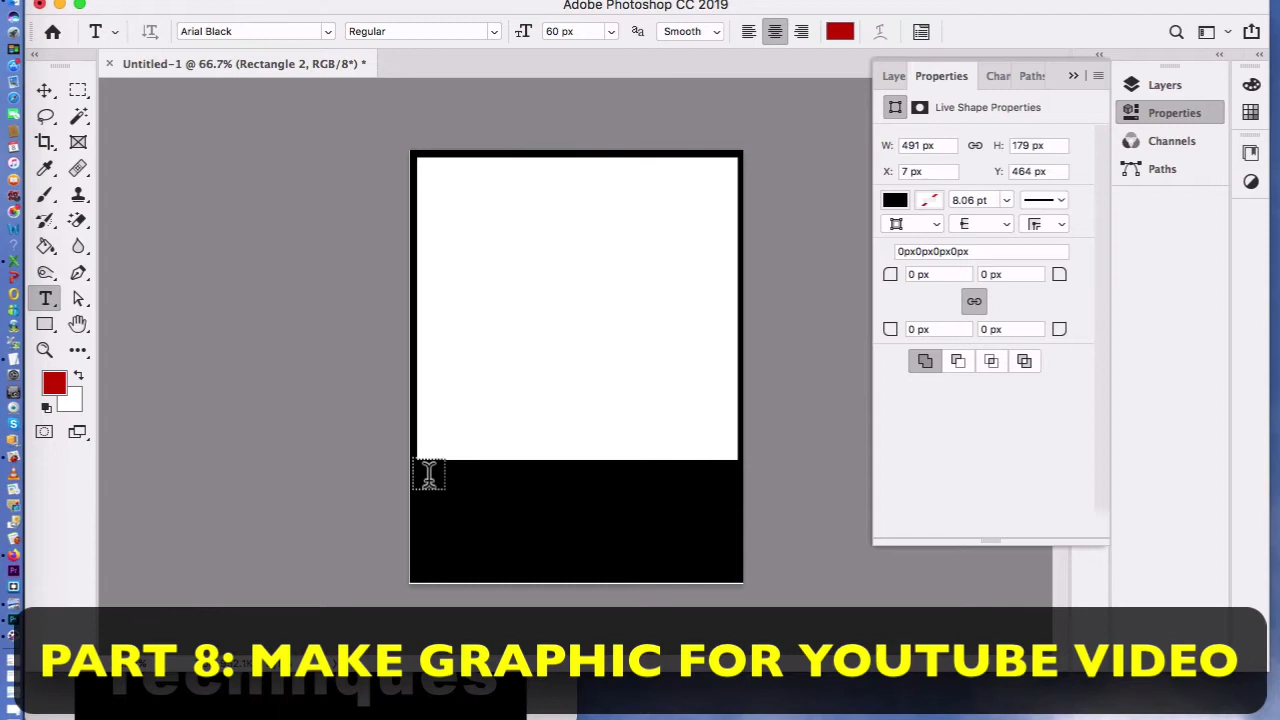 Adobe Photoshop CC 2019
Arial Black
Regular
60 px
Smooth
Untitled-1 @ 66.7% (Rectangle 2, RGB/8*) *
Laye
Properties
Char
Paths
Live Shape Properties
W: 491 px
H: 179 px
X: 7 px
Y: 464 px
8.06 pt
0px0px0px0px
0 px
0 px
0 px
0 px
Layers
Properties
Channels
Paths
PART 8: MAKE GRAPHIC FOR YOUTUBE VIDEO
Techniques